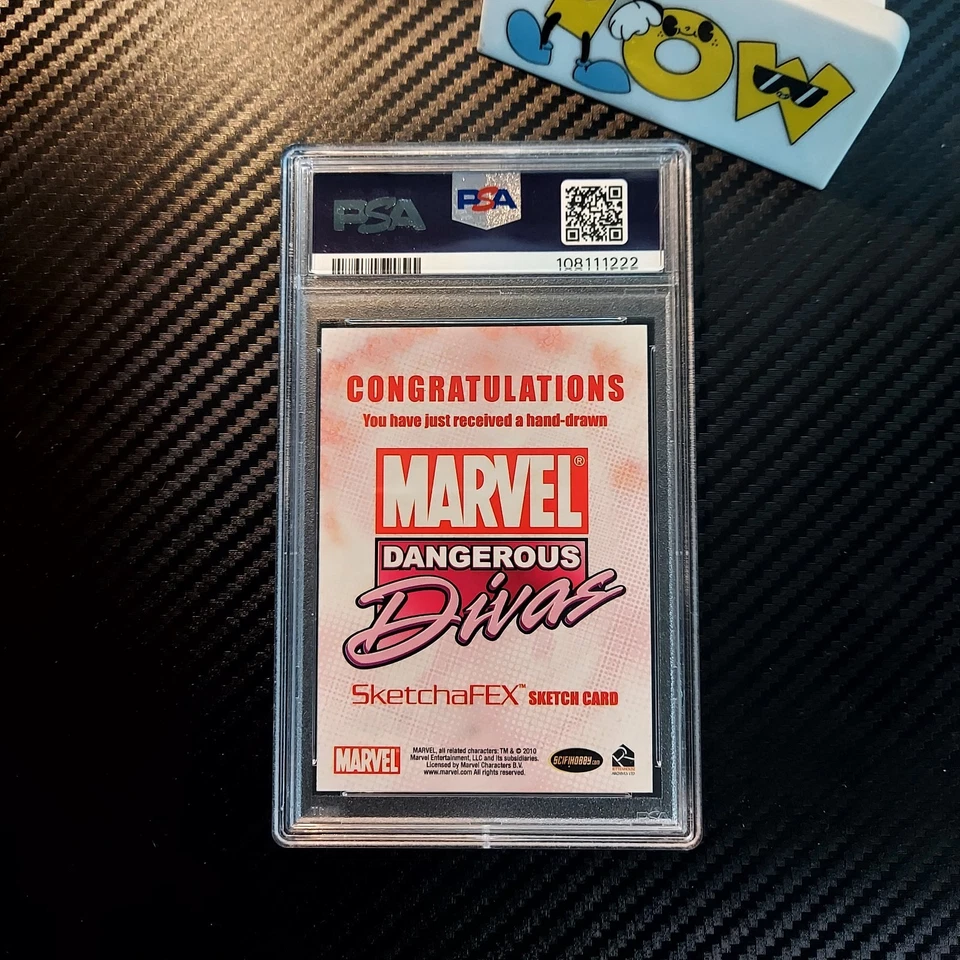 WOW
PSA
PSA
108111222
CONGRATULATIONS
You have just received a hand-drawn
MARVEL®
DANGEROUS
Divas
SketchaFEX™ SKETCH CARD
MARVEL
MARVEL, all related characters: TM & © 2010
Marvel Entertainment, LLC and its subsidiaries.
Licensed by Marvel Characters B.V.
www.marvel.com All rights reserved.
SCIFIHOBBY.com
PSA